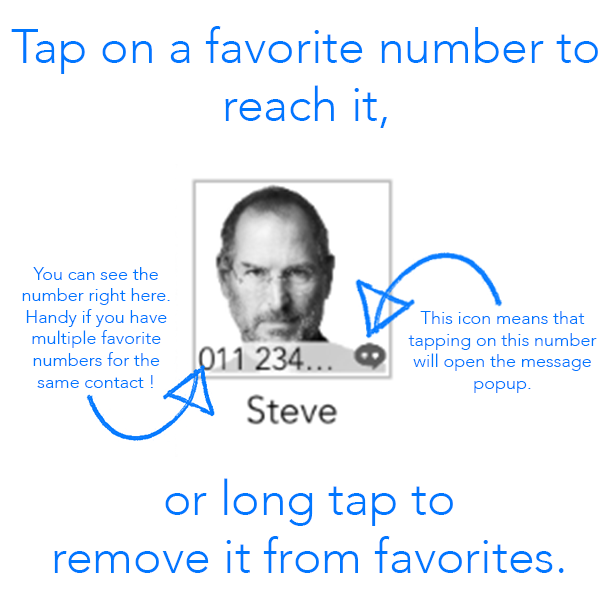 Tap on a favorite number to
reach it,
You can see the
number right here.
Handy if you have
multiple favorite
numbers for the
same contact !
This icon means that
tapping on this number
will open the message
popup.
011 234...
Steve
or long tap to
remove it from favorites.